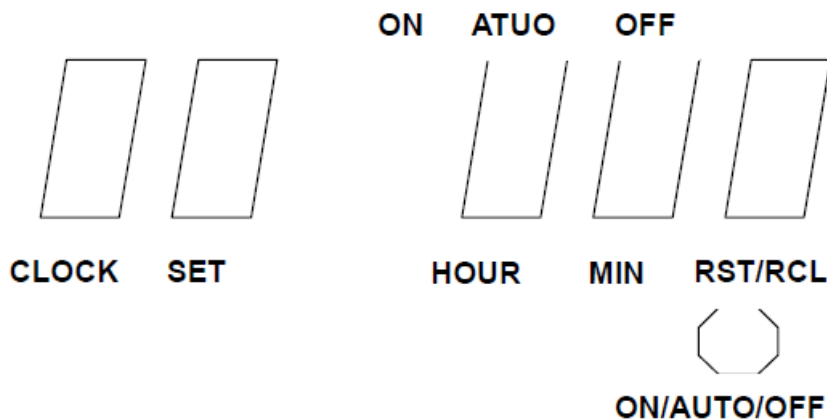 ON ATUO OFF
CLOCK SET HOUR MIN RST/RCL
ON/AUTO/OFF